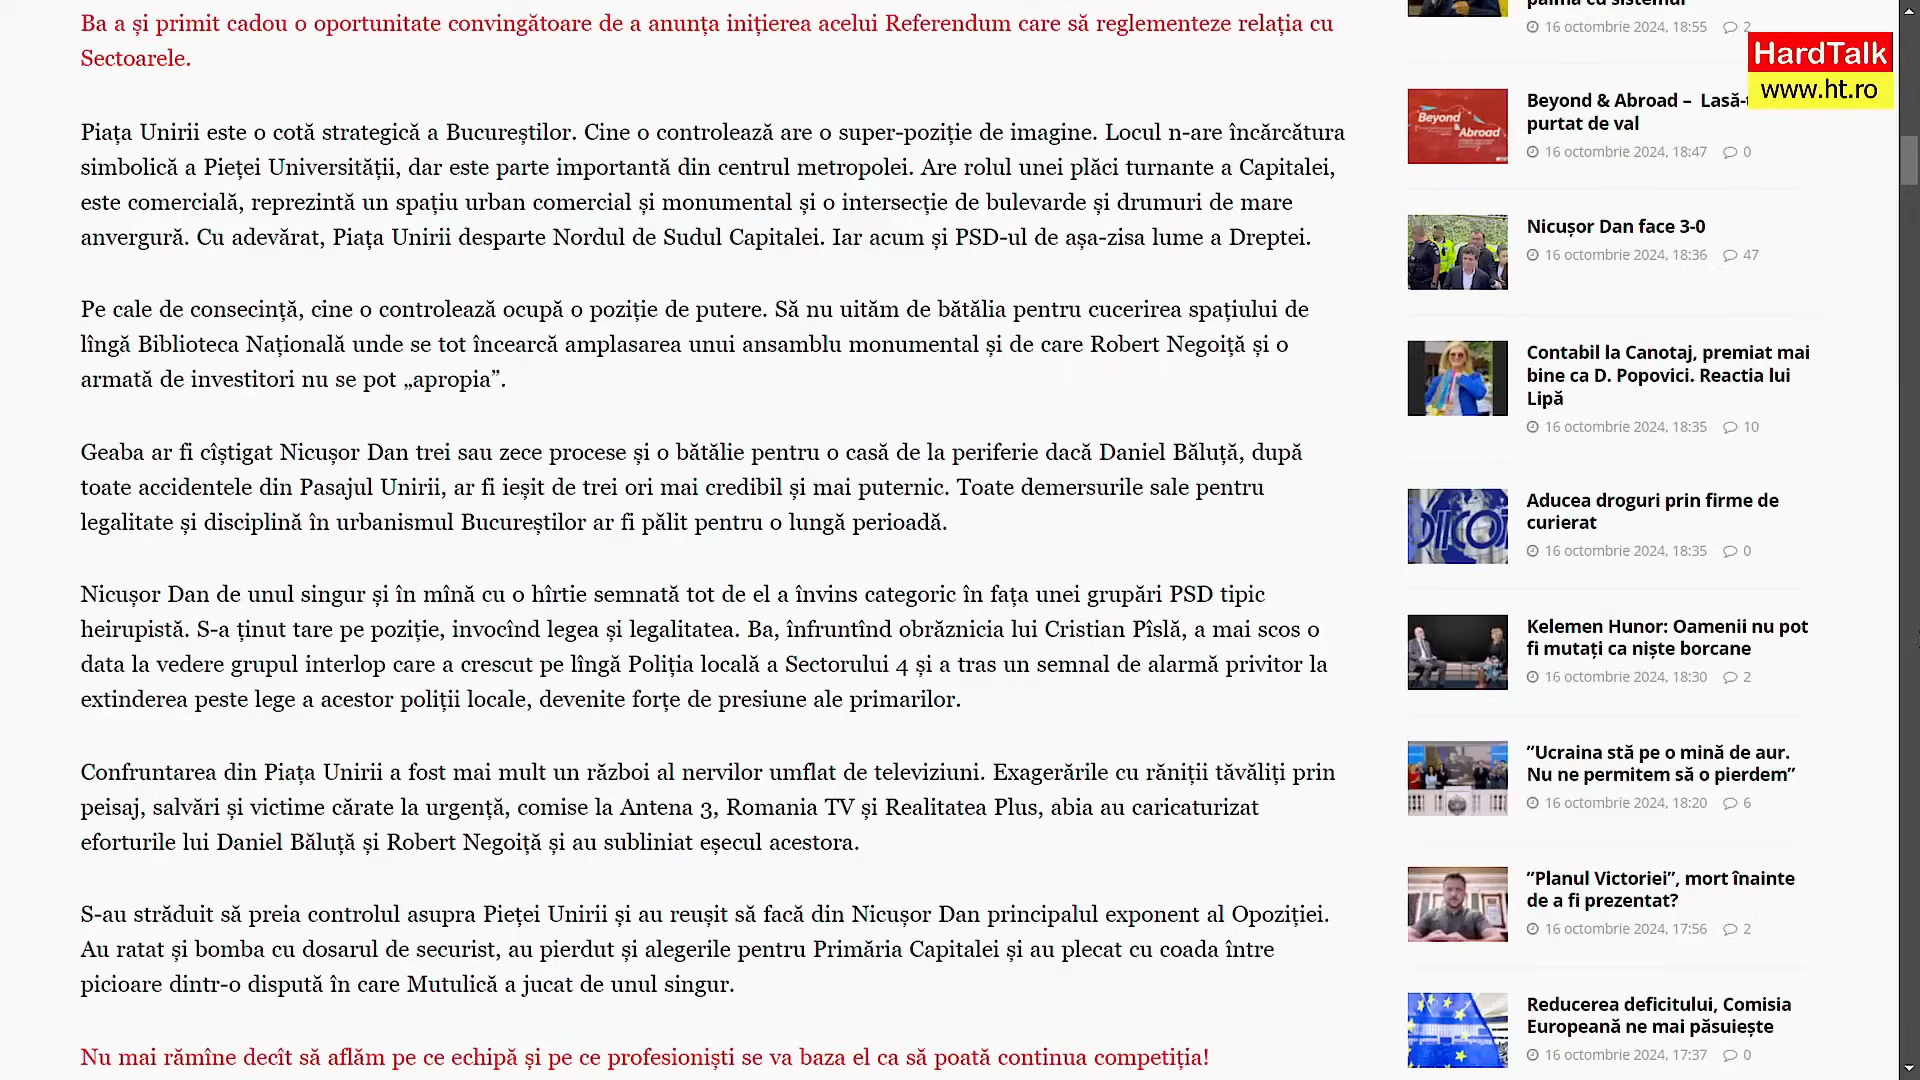 Ba a și primit cadou o oportunitate convingătoare de a anunța inițierea acelui Referendum care să reglementeze relația cu
Sectoarele.
Piața Unirii este o cotă strategică a Bucureștilor. Cine o controlează are o super-poziție de imagine. Locul n-are încărcătura
simbolică a Pieței Universității, dar este parte importantă din centrul metropolei. Are rolul unei plăci turnante a Capitalei,
este comercială, reprezintă un spațiu urban comercial și monumental și o intersecție de bulevarde și drumuri de mare
anvergură. Cu adevărat, Piața Unirii desparte Nordul de Sudul Capitalei. Iar acum și PSD-ul de așa-zisa lume a Dreptei.
Pe cale de consecință, cine o controlează ocupă o poziție de putere. Să nu uităm de bătălia pentru cucerirea spațiului de
lîngă Biblioteca Națională unde se tot încearcă amplasarea unui ansamblu monumental și de care Robert Negoiță și o
armată de investitori nu se pot „apropia”.
Geaba ar fi cîștigat Nicușor Dan trei sau zece procese și o bătălie pentru o casă de la periferie dacă Daniel Băluță, după
toate accidentele din Pasajul Unirii, ar fi ieșit de trei ori mai credibil și mai puternic. Toate demersurile sale pentru
legalitate și disciplină în urbanismul Bucureștilor ar fi pălit pentru o lungă perioadă.
Nicușor Dan de unul singur și în mînă cu o hîrtie semnată tot de el a învins categoric în fața unei grupări PSD tipic
heirupistă. S-a ținut tare pe poziție, invocînd legea și legalitatea. Ba, înfruntînd obrăznicia lui Cristian Pîslă, a mai scos o
data la vedere grupul interlop care a crescut pe lîngă Poliția locală a Sectorului 4 și a tras un semnal de alarmă privitor la
extinderea peste lege a acestor poliții locale, devenite forțe de presiune ale primarilor.
Confruntarea din Piața Unirii a fost mai mult un război al nervilor umflat de televiziuni. Exagerările cu răniții tăvăliți prin
peisaj, salvări și victime cărate la urgență, comise la Antena 3, Romania TV și Realitatea Plus, abia au caricaturizat
eforturile lui Daniel Băluță și Robert Negoiță și au subliniat eșecul acestora.
S-au străduit să preia controlul asupra Pieței Unirii și au reușit să facă din Nicușor Dan principalul exponent al Opoziției.
Au ratat și bomba cu dosarul de securist, au pierdut și alegerile pentru Primăria Capitalei și au plecat cu coada între
picioare dintr-o dispută în care Mutulică a jucat de unul singur.
Nu mai rămîne decît să aflăm pe ce echipă și pe ce profesioniști se va baza el ca să poată continua competiția!
palma cu sistemul
16 octombrie 2024, 18:55 2
HardTalk
www.ht.ro
Beyond & Abroad
Beyond & Abroad – Lasă-
purtat de val
16 octombrie 2024, 18:47 0
Nicușor Dan face 3-0
16 octombrie 2024, 18:36 47
Contabil la Canotaj, premiat mai
bine ca D. Popovici. Reactia lui
Lipă
16 octombrie 2024, 18:35 10
Aducea droguri prin firme de
curierat
16 octombrie 2024, 18:35 0
Kelemen Hunor: Oamenii nu pot
fi mutați ca niște borcane
16 octombrie 2024, 18:30 2
”Ucraina stă pe o mină de aur.
Nu ne permitem să o pierdem”
16 octombrie 2024, 18:20 6
”Planul Victoriei”, mort înainte
de a fi prezentat?
16 octombrie 2024, 17:56 2
Reducerea deficitului, Comisia
Europeană ne mai păsuiește
16 octombrie 2024, 17:37 0